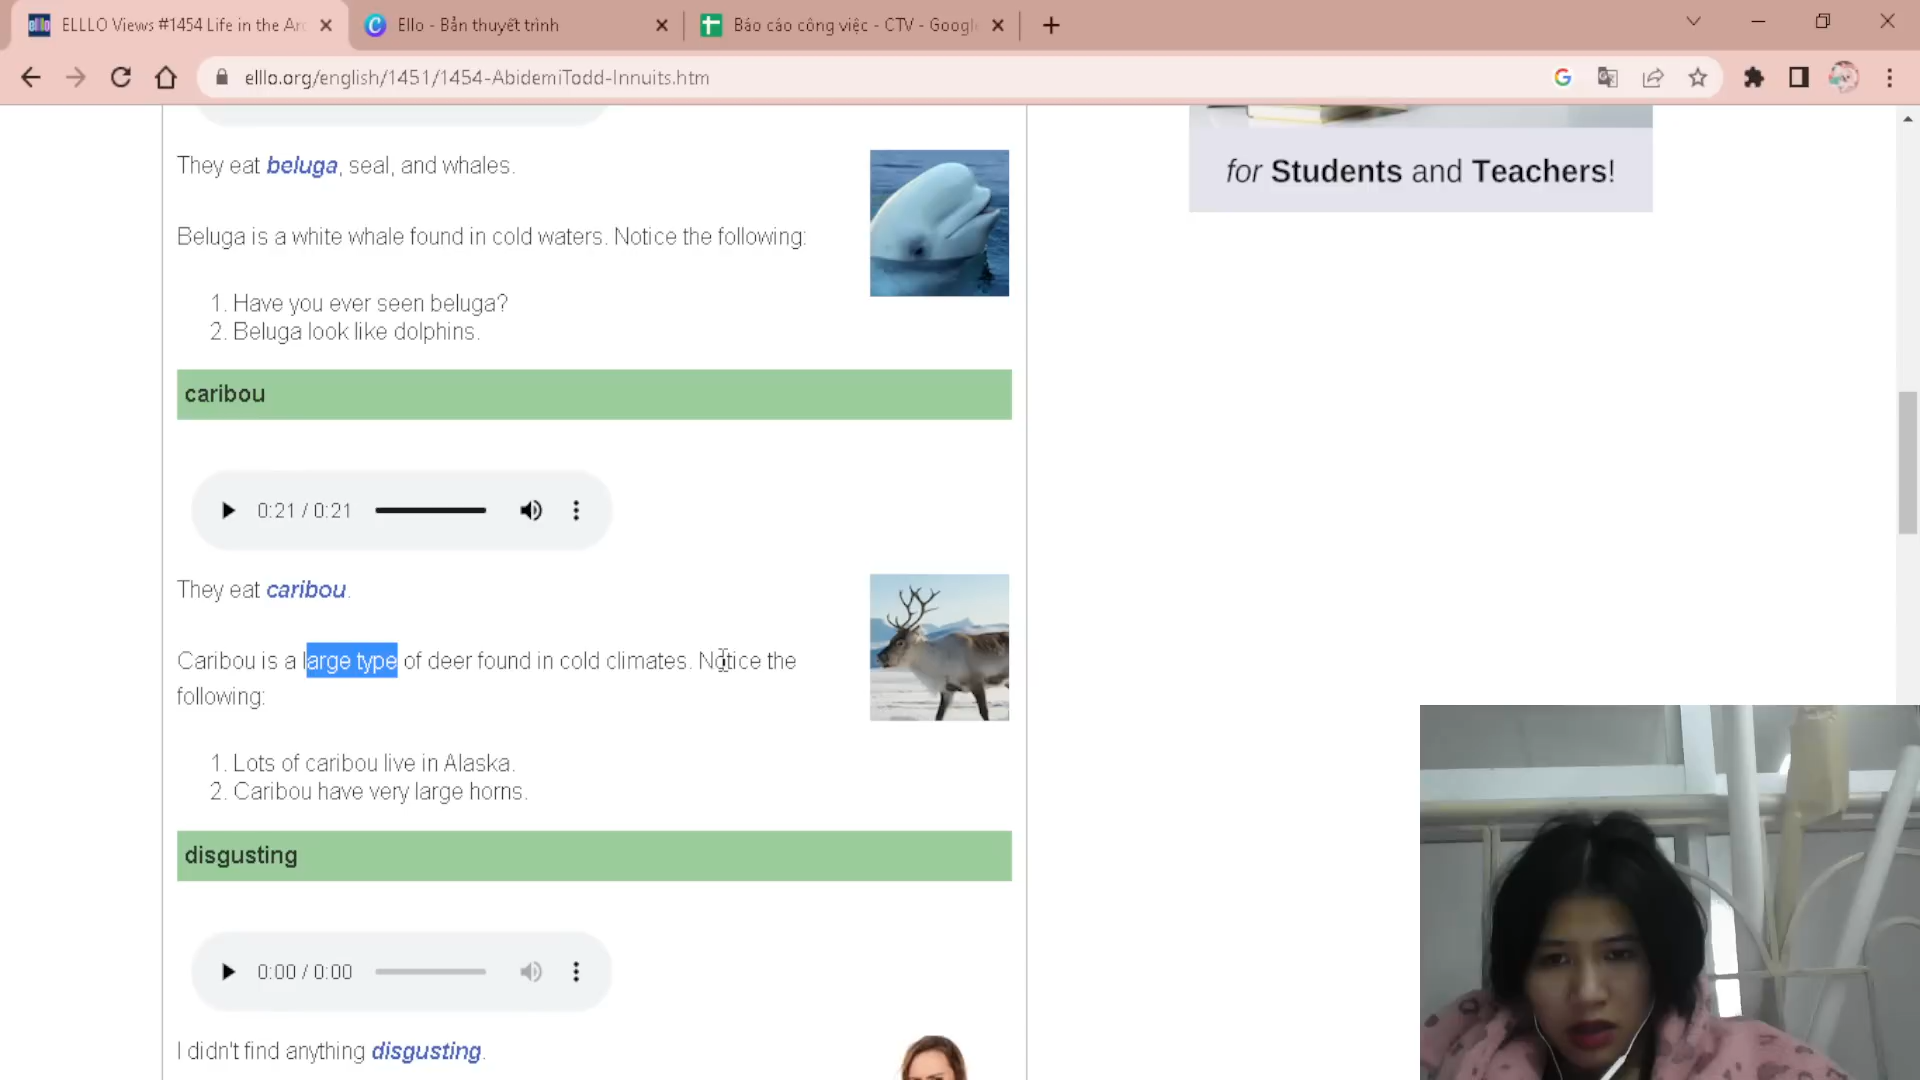 ELLLO Views #1454 Life in the Arc
Ello - Bản thuyết trình
Báo cáo công việc - CTV - Googl
elllo.org/english/1451/1454-AbidemiTodd-Innuits.htm
for Students and Teachers!
They eat beluga, seal, and whales.
Beluga is a white whale found in cold waters. Notice the following:
1. Have you ever seen beluga?
2. Beluga look like dolphins.
caribou
0:21 / 0:21
They eat caribou.
Caribou is a large type of deer found in cold climates. Notice the
following:
1. Lots of caribou live in Alaska.
2. Caribou have very large horns.
disgusting
0:00 / 0:00
I didn't find anything disgusting.